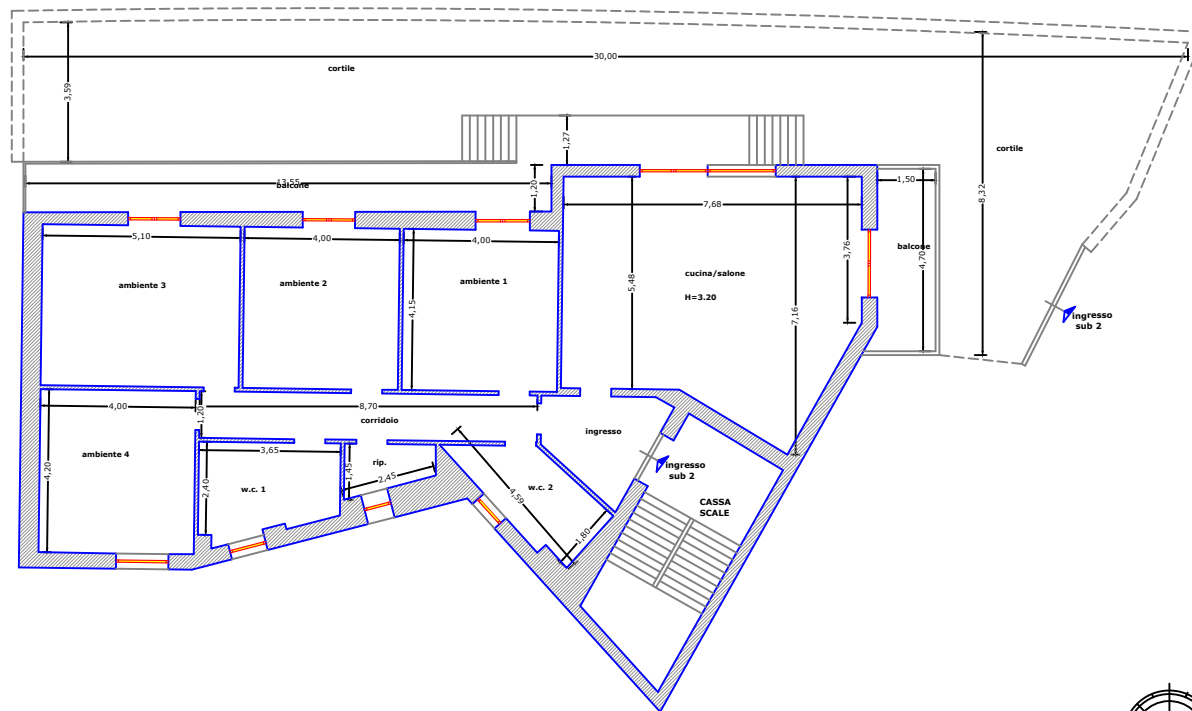 30,00
cortile
3,59
8,32
cortile
1,27
13,55
balcone
1,20
1,50
7,68
5,10
4,00
4,00
3,76
balcone
4,70
ambiente 3
ambiente 2
ambiente 1
cucina/salone
H=3.20
5,48
4,15
7,16
ingresso
sub 2
4,00
1,20
8,70
corridoio
ingresso
ambiente 4
4,20
3,65
rip.
1,45
2,45
ingresso
sub 2
2,40
w.c. 1
4,59
w.c. 2
1,80
CASSA
SCALE